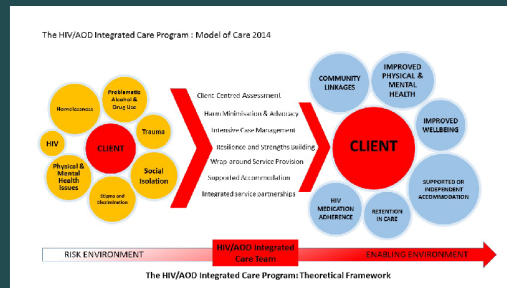 The HIV/AOD Integrated Care Program : Model of Care 2014
Problematic
Alcohol &
Drug Use
Homelessness
HIV
CLIENT
Trauma
Physical &
Mental
Health
Issues
Social
Isolation
Stigma and
Discrimination
Client Centred Assessment
Harm Minimisation & Advocacy
Intensive Case Management
Resilience and Strengths Building
Wrap around Service Provision
Supported Accommodation
Integrated service partnerships
COMMUNITY
LINKAGES
IMPROVED
PHYSICAL &
MENTAL
HEALTH
IMPROVED
WELLBEING
CLIENT
SUPPORTED OR
INDEPENDENT
ACCOMMODATION
HIV
MEDICATION
ADHERENCE
RETENTION
IN CARE
RISK ENVIRONMENT
HIV/AOD Integrated
Care Team
ENABLING ENVIRONMENT
The HIV/AOD Integrated Care Program: Theoretical Framework